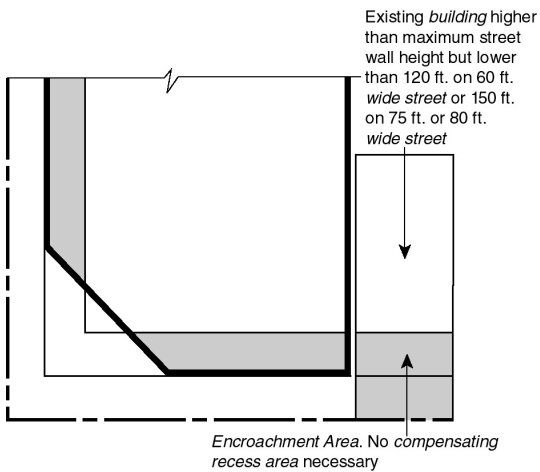 Existing building higher
than maximum street
wall height but lower
than 120 ft. on 60 ft.
wide street or 150 ft.
on 75 ft. or 80 ft.
wide street
Encroachment Area. No compensating
recess area necessary